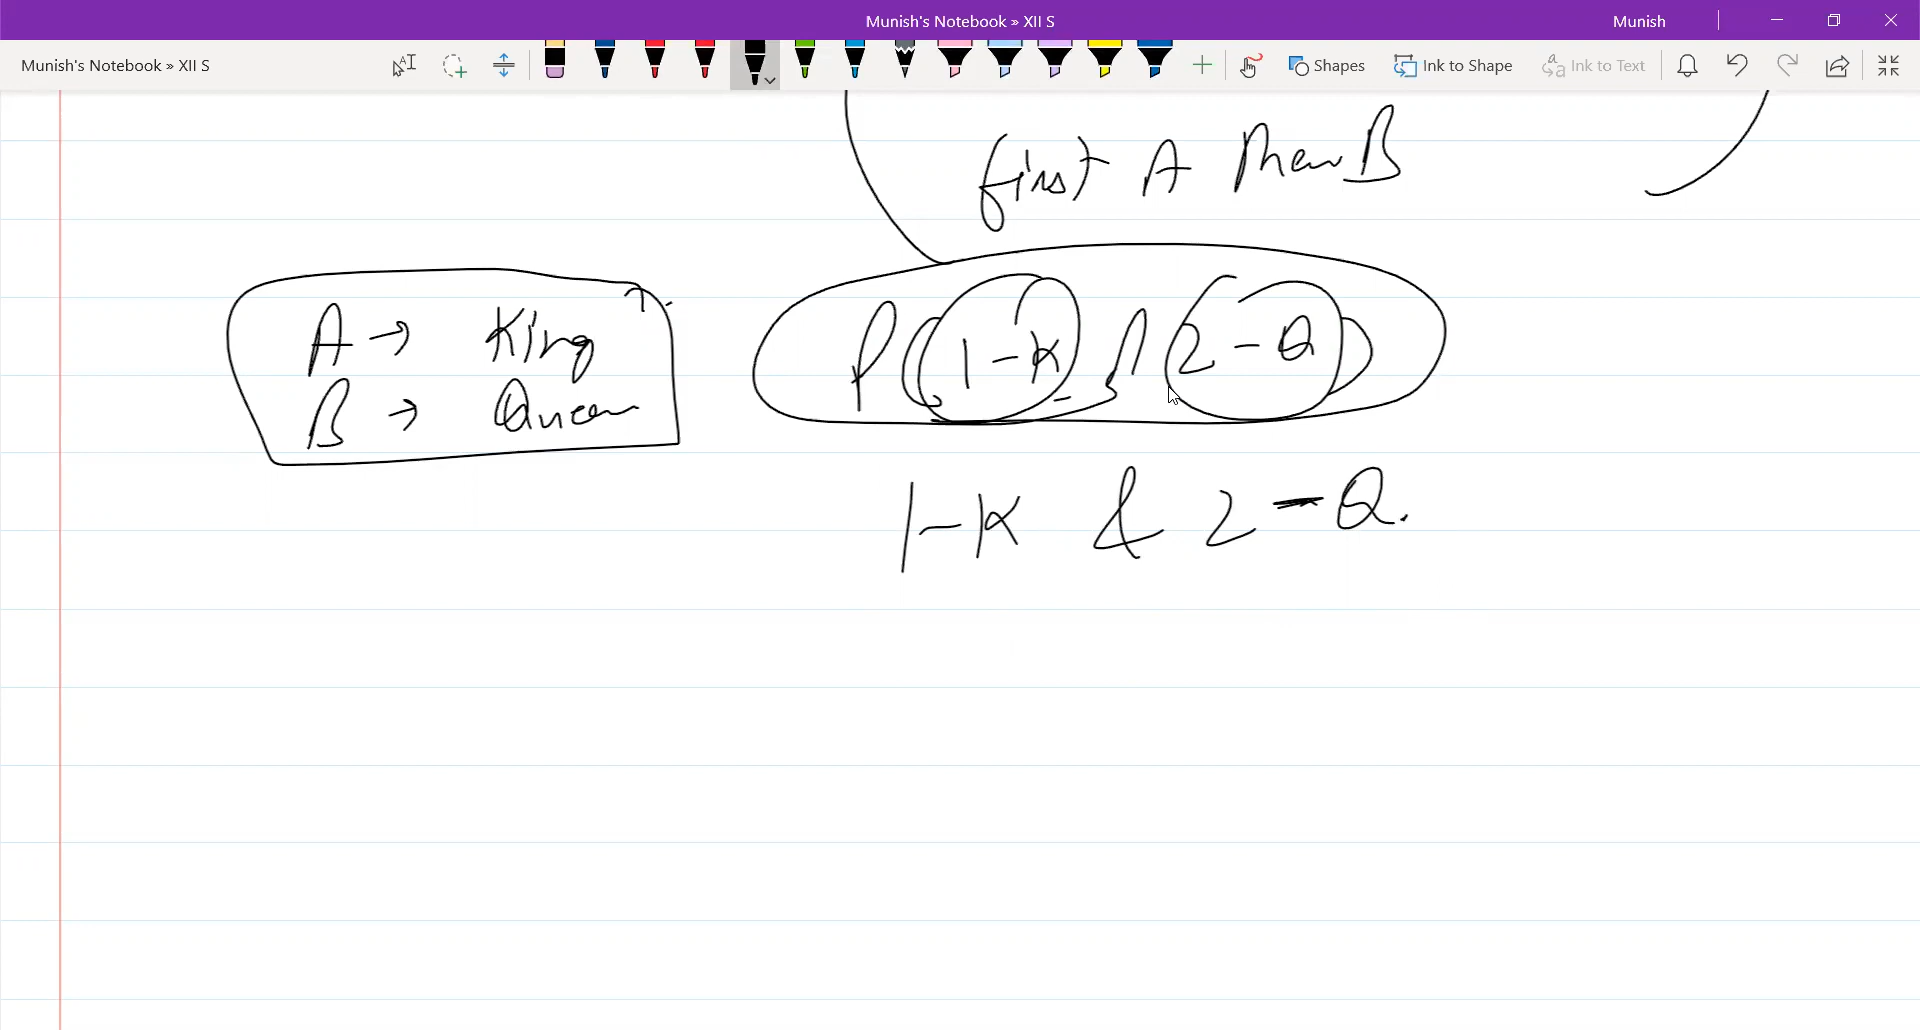 Munish's Notebook » XII S
Munish
Munish's Notebook » XII S
Shapes
Ink to Shape
Ink to Text
first A then B
A → King
B → Queen
P(1-K ∩ 2-Q)
1-K & 2-Q.